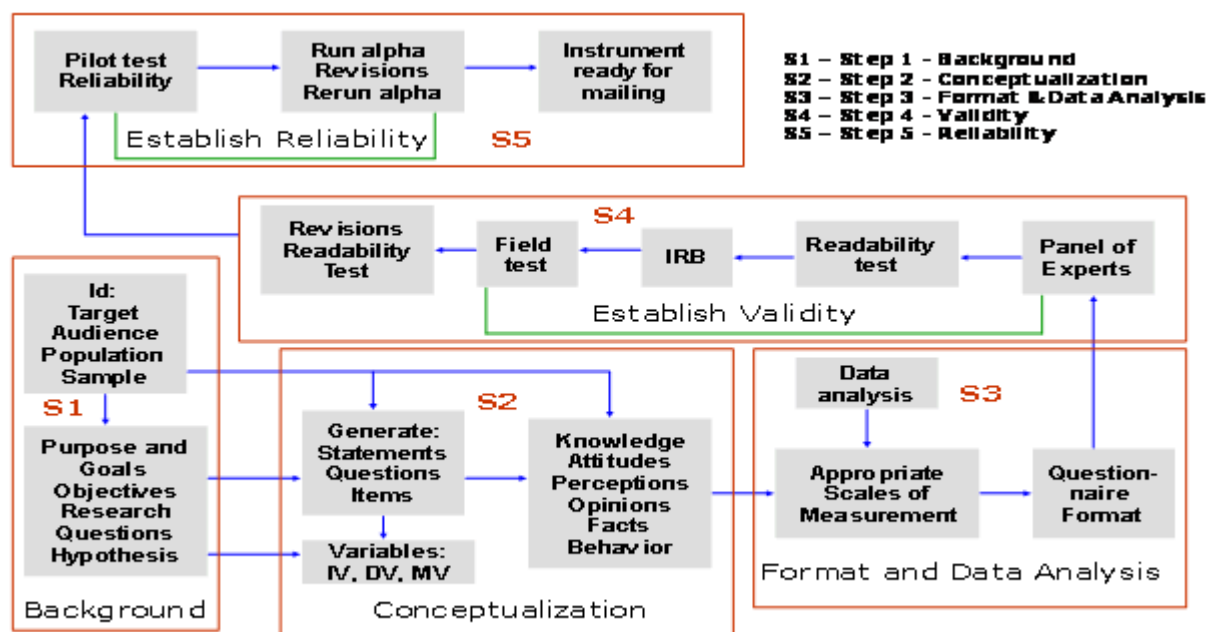 Pilot test
Reliability
Run alpha
Revisions
Rerun alpha
Instrument
ready for
mailing
Establish Reliability
S5
S1 – Step 1 - Background
S2 – Step 2 - Conceptualization
S3 – Step 3 - Format & Data Analysis
S4 – Step 4 - Validity
S5 – Step 5 - Reliability
S4
Revisions
Readability
Test
Field
test
IRB
Readability
test
Panel of
Experts
Establish Validity
Id:
Target
Audience
Population
Sample
S1
Purpose and
Goals
Objectives
Research
Questions
Hypothesis
Background
S2
Generate:
Statements
Questions
Items
Variables:
IV, DV, MV
Knowledge
Attitudes
Perceptions
Opinions
Facts
Behavior
Conceptualization
Data
analysis
S3
Appropriate
Scales of
Measurement
Question-
naire
Format
Format and Data Analysis